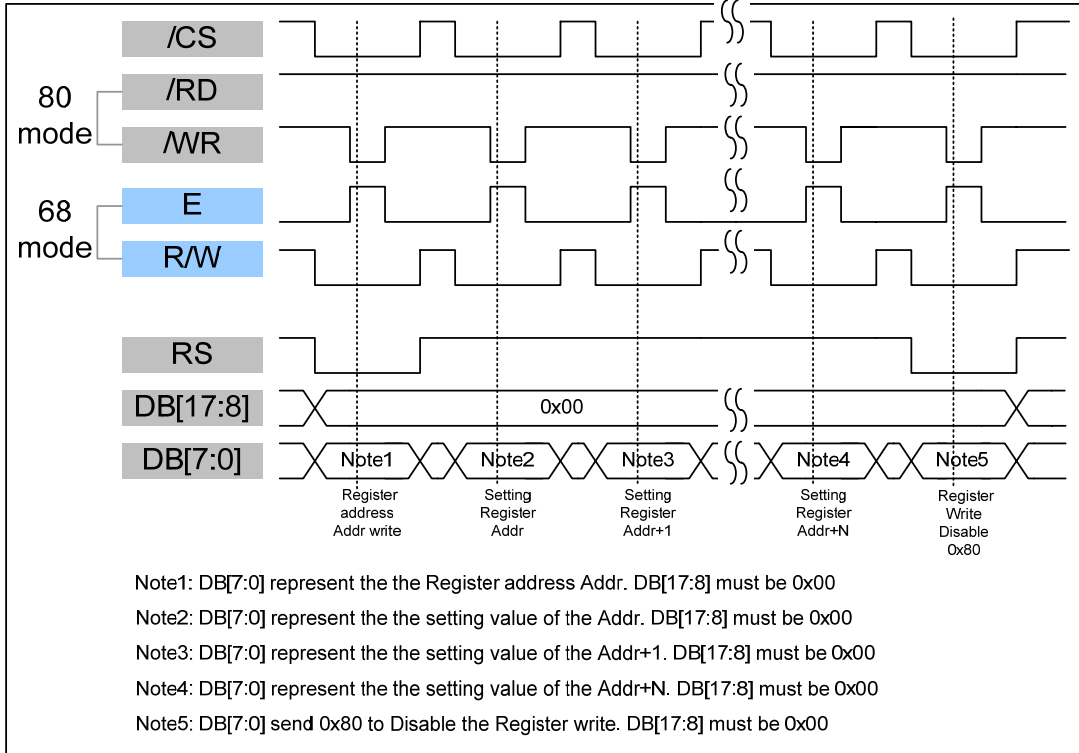 /CS
80
mode
/RD
/WR
68
mode
E
R/W
RS
DB[17:8]
0x00
DB[7:0]
Note1
Note2
Note3
Note4
Note5
Register
address
Addr write
Setting
Register
Addr
Setting
Register
Addr+1
Setting
Register
Addr+N
Register
Write
Disable
0x80
Note1: DB[7:0] represent the the Register address Addr. DB[17:8] must be 0x00
Note2: DB[7:0] represent the the setting value of the Addr. DB[17:8] must be 0x00
Note3: DB[7:0] represent the the setting value of the Addr+1. DB[17:8] must be 0x00
Note4: DB[7:0] represent the the setting value of the Addr+N. DB[17:8] must be 0x00
Note5: DB[7:0] send 0x80 to Disable the Register write. DB[17:8] must be 0x00